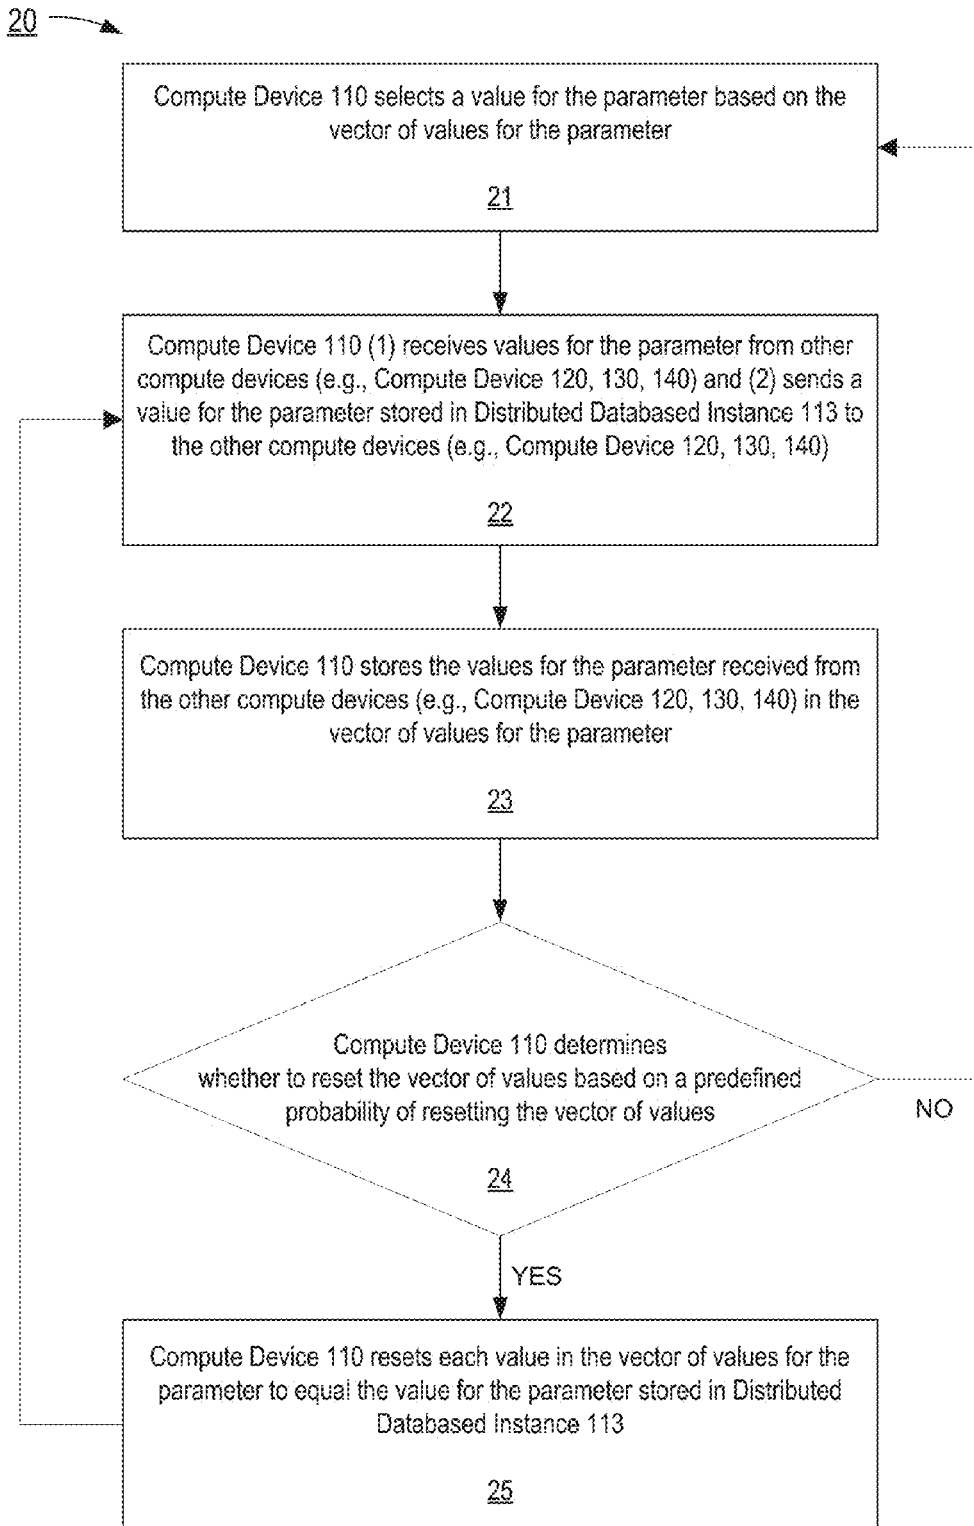 20
Compute Device 110 selects a value for the parameter based on the
vector of values for the parameter
21
Compute Device 110 (1) receives values for the parameter from other
compute devices (e.g., Compute Device 120, 130, 140) and (2) sends a
value for the parameter stored in Distributed Databased Instance 113 to
the other compute devices (e.g., Compute Device 120, 130, 140)
22
Compute Device 110 stores the values for the parameter received from
the other compute devices (e.g., Compute Device 120, 130, 140) in the
vector of values for the parameter
23
Compute Device 110 determines
whether to reset the vector of values based on a predefined
probability of resetting the vector of values
24
NO
YES
Compute Device 110 resets each value in the vector of values for the
parameter to equal the value for the parameter stored in Distributed
Databased Instance 113
25